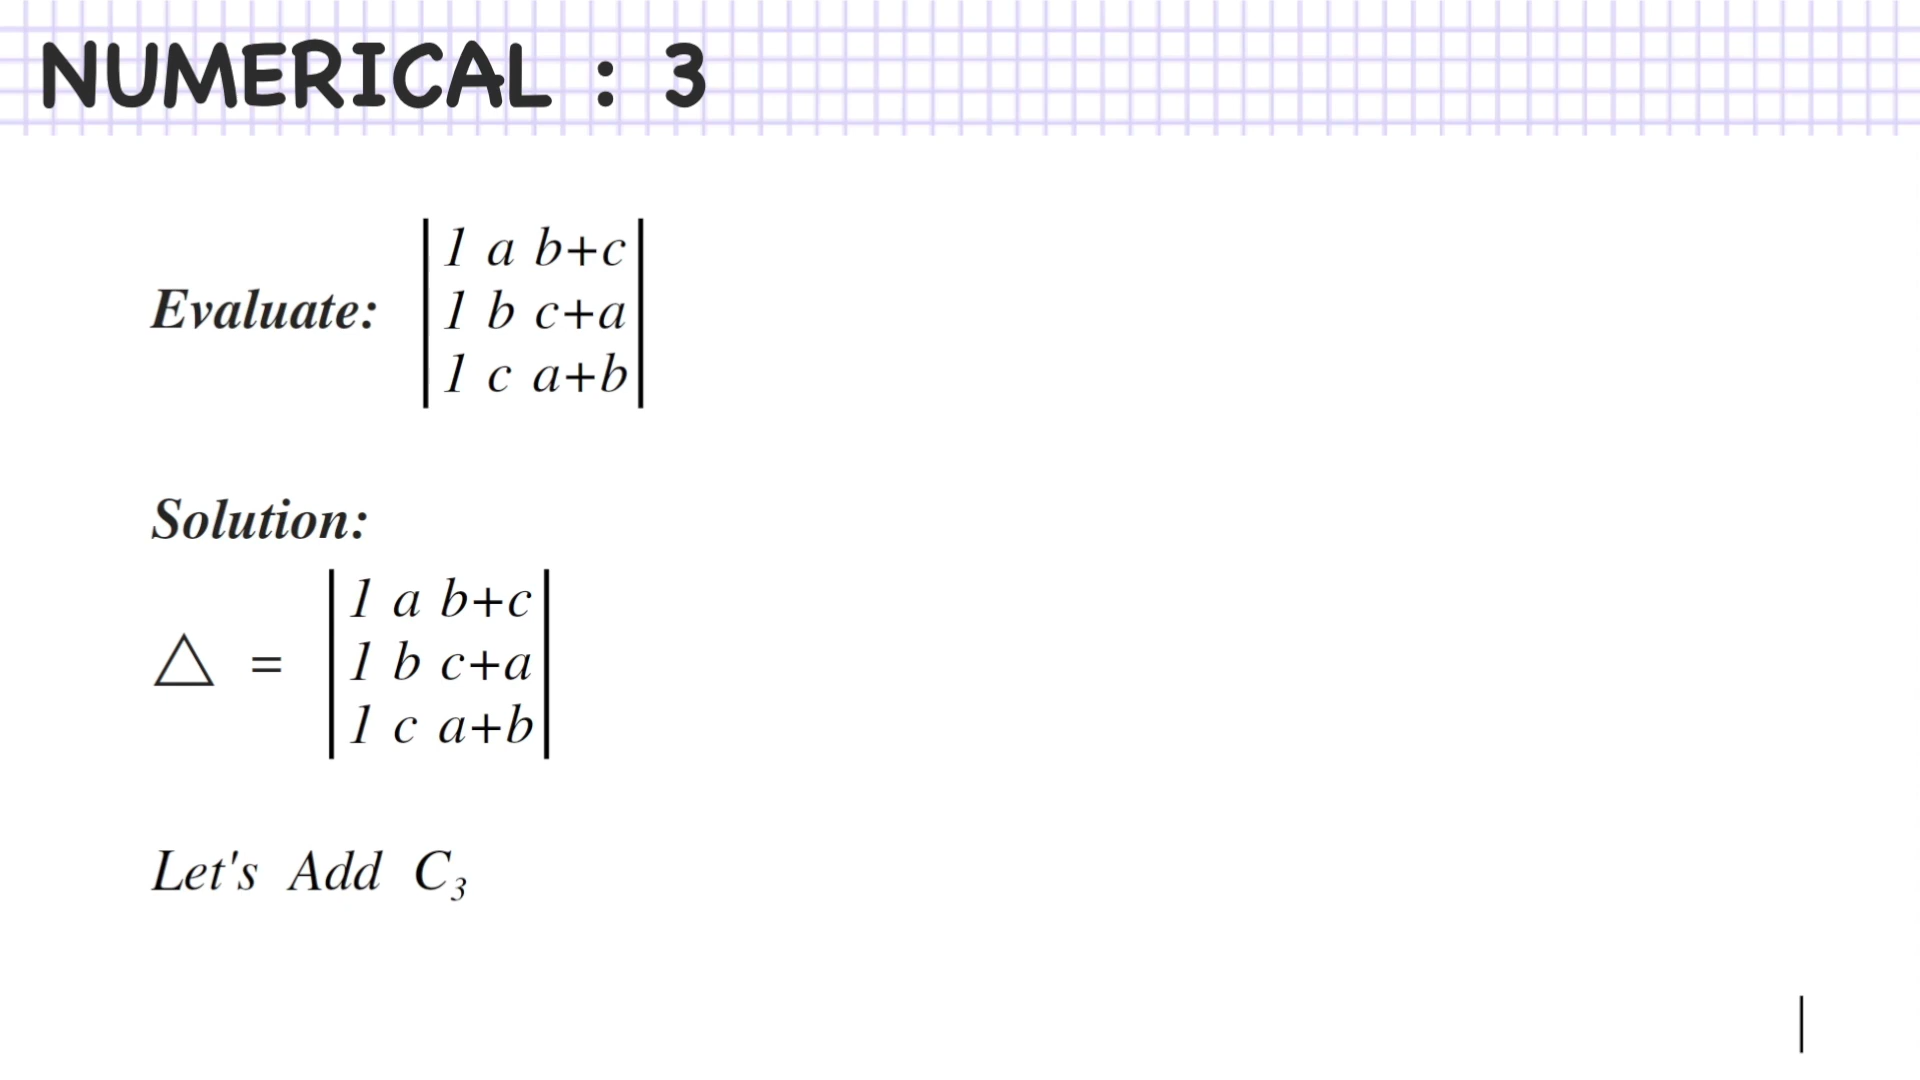 NUMERICAL : 3
Evaluate: | 1 a b+c |
| 1 b c+a |
| 1 c a+b |
Solution:
△ = | 1 a b+c |
| 1 b c+a |
| 1 c a+b |
Let's Add C₃